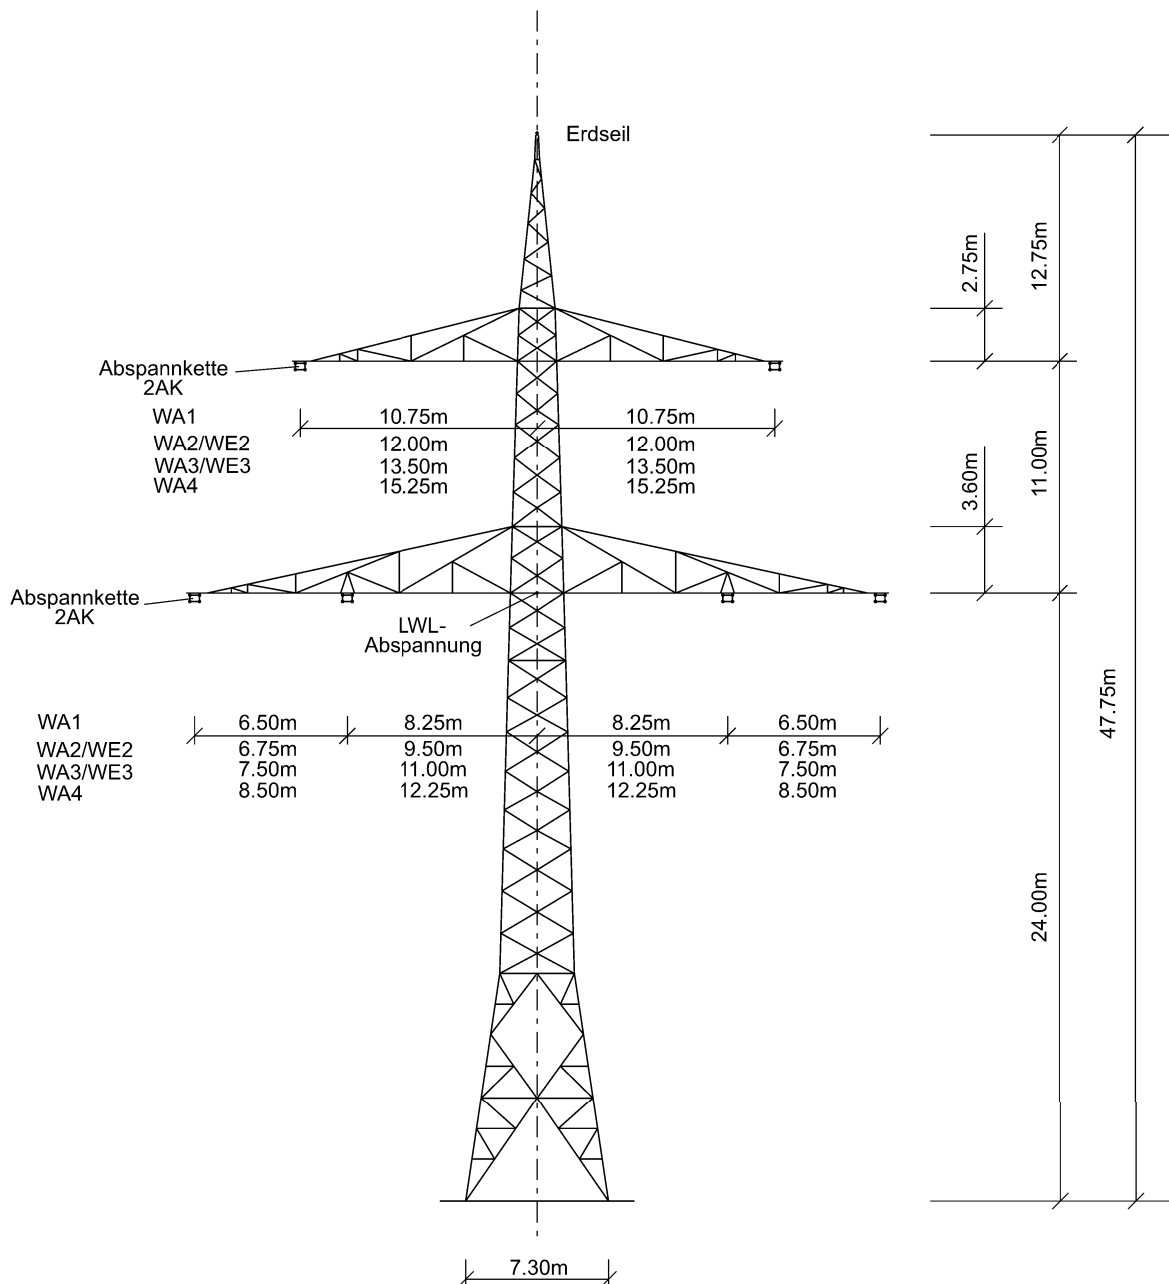 Erdseil
2.75m
12.75m
Abspannkette
2AK
WA1 10.75m 10.75m
WA2/WE2 12.00m 12.00m
WA3/WE3 13.50m 13.50m
WA4 15.25m 15.25m
3.60m
11.00m
Abspannkette
2AK
LWL-
Abspannung
47.75m
WA1 6.50m 8.25m 8.25m 6.50m
WA2/WE2 6.75m 9.50m 9.50m 6.75m
WA3/WE3 7.50m 11.00m 11.00m 7.50m
WA4 8.50m 12.25m 12.25m 8.50m
24.00m
7.30m